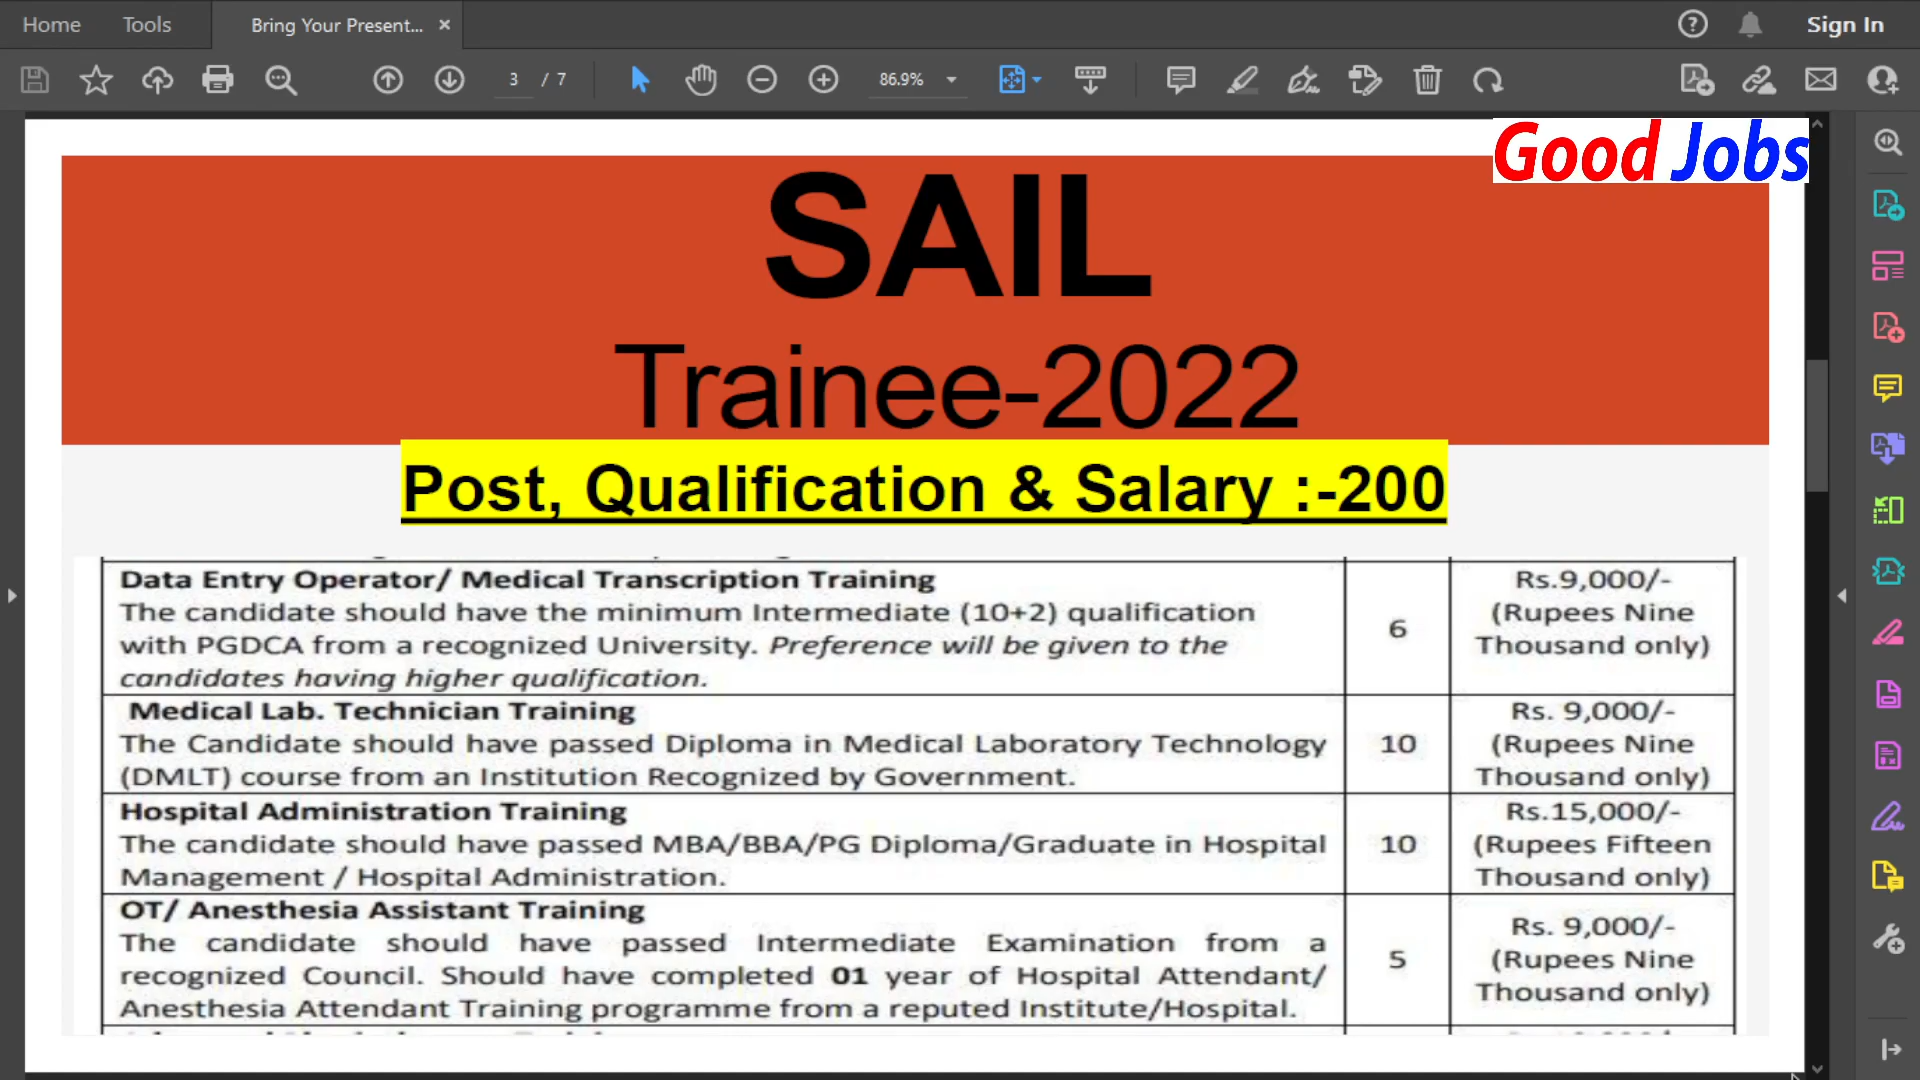 Home Tools Bring Your Present... × Sign In
3 / 7 86.9%
Good Jobs
SAIL
Trainee-2022
Post, Qualification & Salary :-200
Data Entry Operator/ Medical Transcription Training
The candidate should have the minimum Intermediate (10+2) qualification
with PGDCA from a recognized University. Preference will be given to the
candidates having higher qualification.
6
Rs.9,000/-
(Rupees Nine
Thousand only)
Medical Lab. Technician Training
The Candidate should have passed Diploma in Medical Laboratory Technology
(DMLT) course from an Institution Recognized by Government.
10
Rs. 9,000/-
(Rupees Nine
Thousand only)
Hospital Administration Training
The candidate should have passed MBA/BBA/PG Diploma/Graduate in Hospital
Management / Hospital Administration.
10
Rs.15,000/-
(Rupees Fifteen
Thousand only)
OT/ Anesthesia Assistant Training
The candidate should have passed Intermediate Examination from a
recognized Council. Should have completed 01 year of Hospital Attendant/
Anesthesia Attendant Training programme from a reputed Institute/Hospital.
5
Rs. 9,000/-
(Rupees Nine
Thousand only)